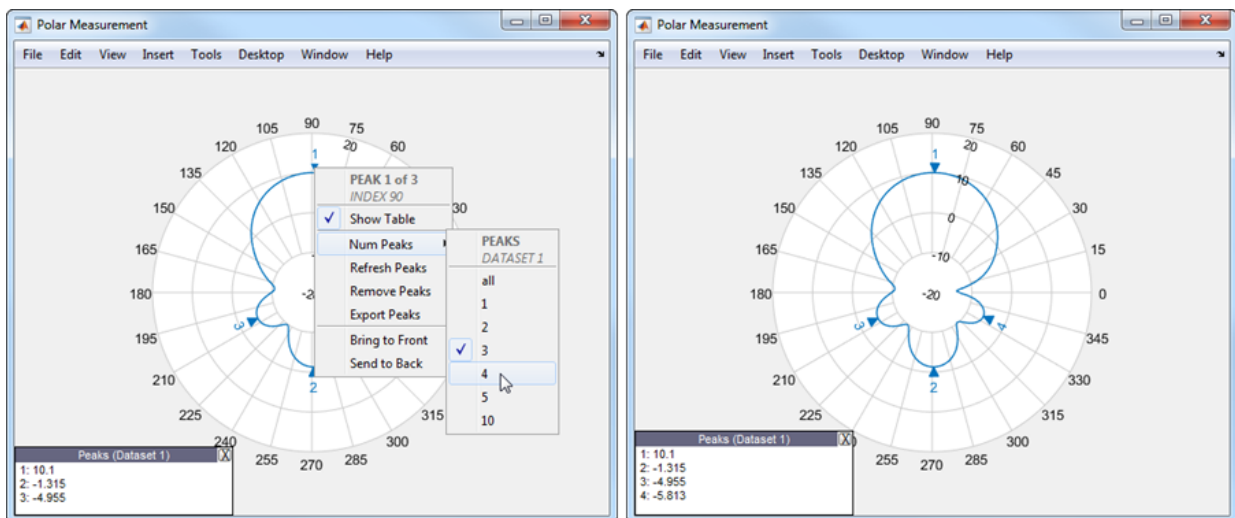 Polar Measurement
File Edit View Insert Tools Desktop Window Help
105 90 75
120 20 60
1
135
PEAK 1 of 3
INDEX 90
150 30
Show Table
Num Peaks
PEAKS
DATASET 1
165
Refresh Peaks
all
180
Remove Peaks
1
Export Peaks
2
3
195
Bring to Front
3
Send to Back
4
210
2
5
225 315
10
240 300
255 270 285
Peaks (Dataset 1) X
1: 10.1
2: -1.315
3: -4.955
Polar Measurement
File Edit View Insert Tools Desktop Window Help
105 90 75
120 20 60
1
135 10 45
150 0 30
165 -10 15
180 -20 0
3 4
195 345
210 2 330
225 315
300
255 270 285
Peaks (Dataset 1) X
1: 10.1
2: -1.315
3: -4.955
4: -5.813